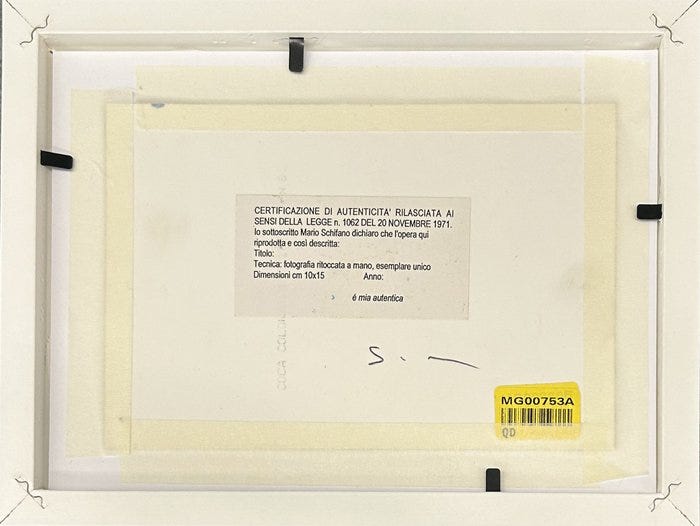 CERTIFICAZIONE DI AUTENTICITA' RILASCIATA AI
SENSI DELLA LEGGE n. 1062 DEL 20 NOVEMBRE 1971.
Io sottoscritto Mario Schifano dichiaro che l'opera qui
riprodotta e così descritta:
Titolo:
Tecnica: fotografia ritoccata a mano, esemplare unico
Dimensioni cm 10x15 Anno:
é mia autentica
MG00753A
QD